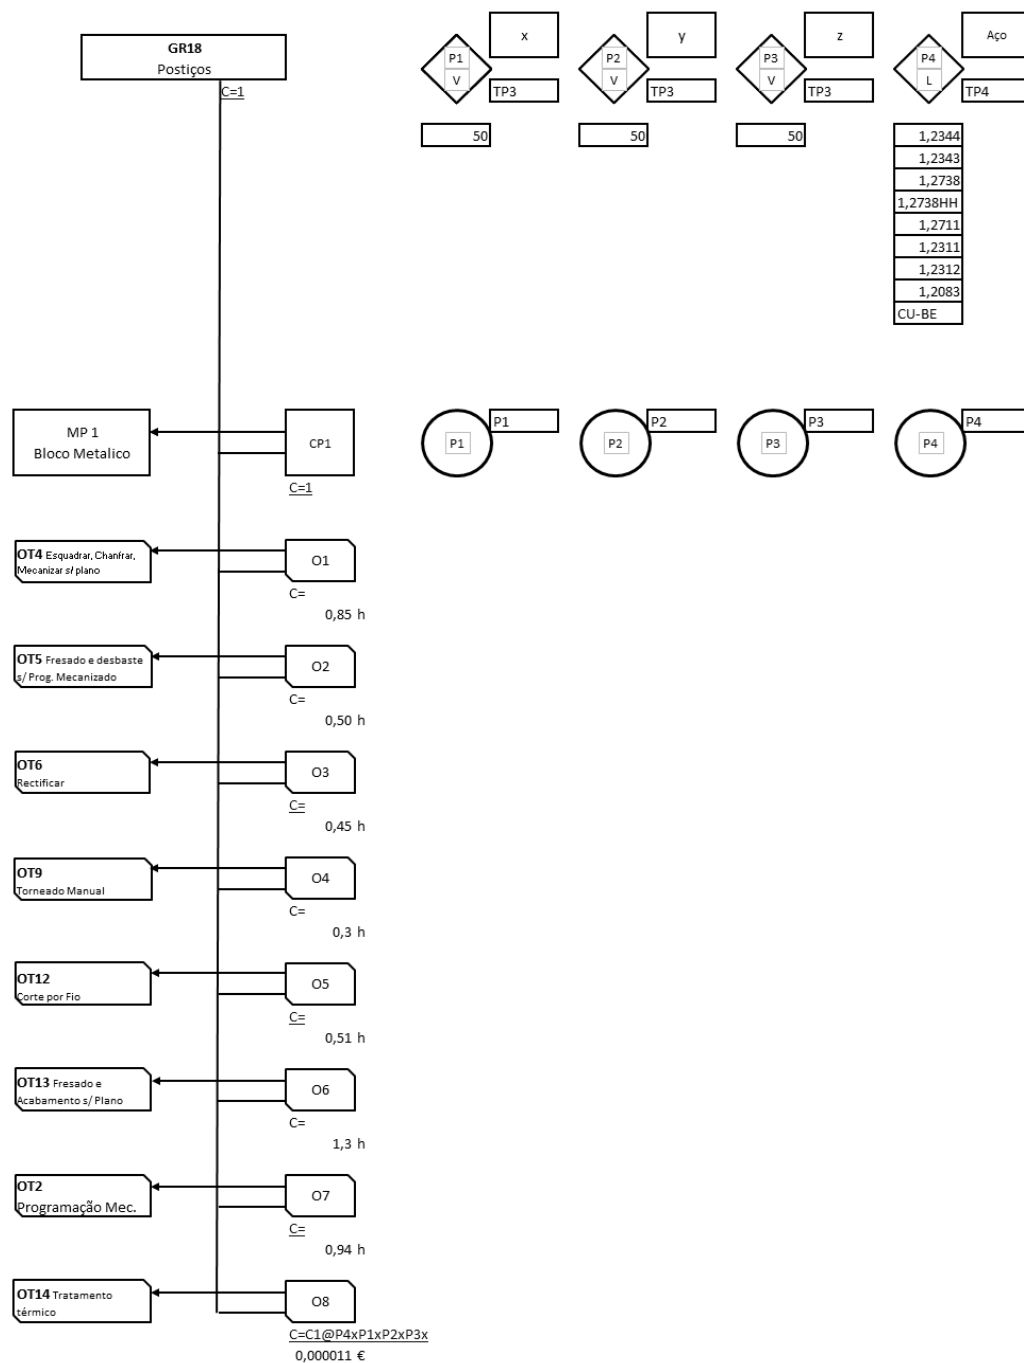 GR18
Postiços
C=1
P1
V
x
TP3
50
P2
V
y
TP3
50
P3
V
z
TP3
50
P4
L
Aço
TP4
1,2344
1,2343
1,2738
1,2738HH
1,2711
1,2311
1,2312
1,2083
CU-BE
MP 1
Bloco Metalico
CP1
C=1
P1
P1
P2
P2
P3
P3
P4
P4
OT4 Esquadrar, Chanfrar,
Mecanizar s/ plano
O1
C=
0,85 h
OT5 Fresado e desbaste
s/ Prog. Mecanizado
O2
C=
0,50 h
OT6
Rectificar
O3
C=
0,45 h
OT9
Torneado Manual
O4
C=
0,3 h
OT12
Corte por Fio
O5
C=
0,51 h
OT13 Fresado e
Acabamento s/ Plano
O6
C=
1,3 h
OT2
Programação Mec.
O7
C=
0,94 h
OT14 Tratamento
térmico
O8
C=C1@P4xP1xP2xP3x
0,000011 €